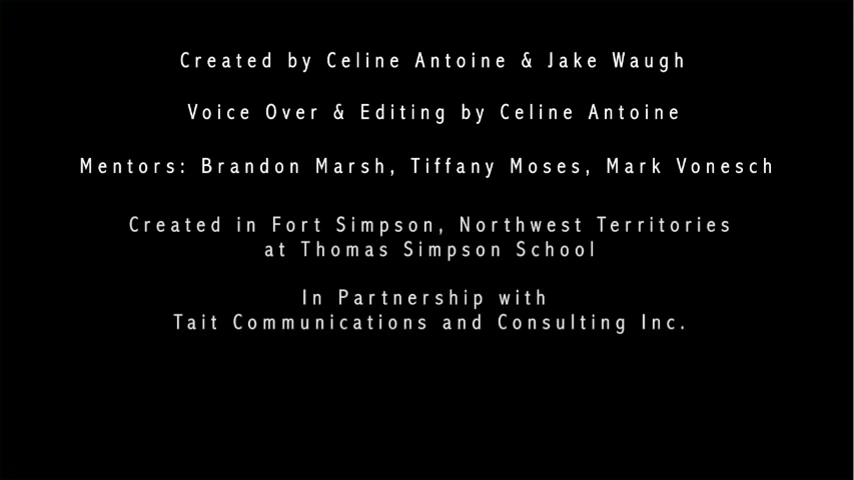 Created by Celine Antoine & Jake Waugh
Voice Over & Editing by Celine Antoine
Mentors: Brandon Marsh, Tiffany Moses, Mark Vonesch
Created in Fort Simpson, Northwest Territories
at Thomas Simpson School
In Partnership with
Tait Communications and Consulting Inc.